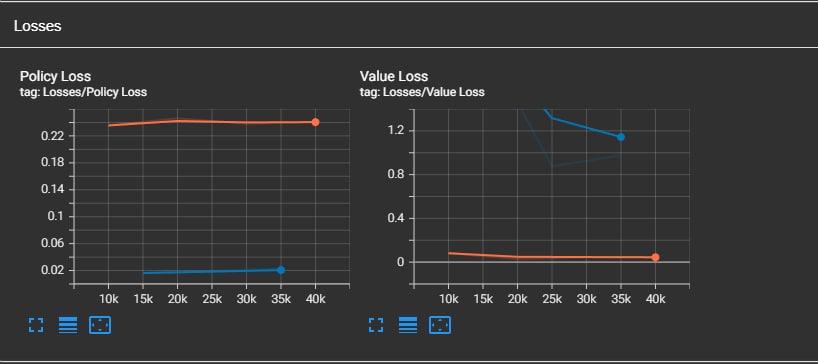 Losses
Policy Loss
tag: Losses/Policy Loss
0.22
0.18
0.14
0.1
0.06
0.02
10k 15k 20k 25k 30k 35k 40k
Value Loss
tag: Losses/Value Loss
1.2
0.8
0.4
0
10k 15k 20k 25k 30k 35k 40k